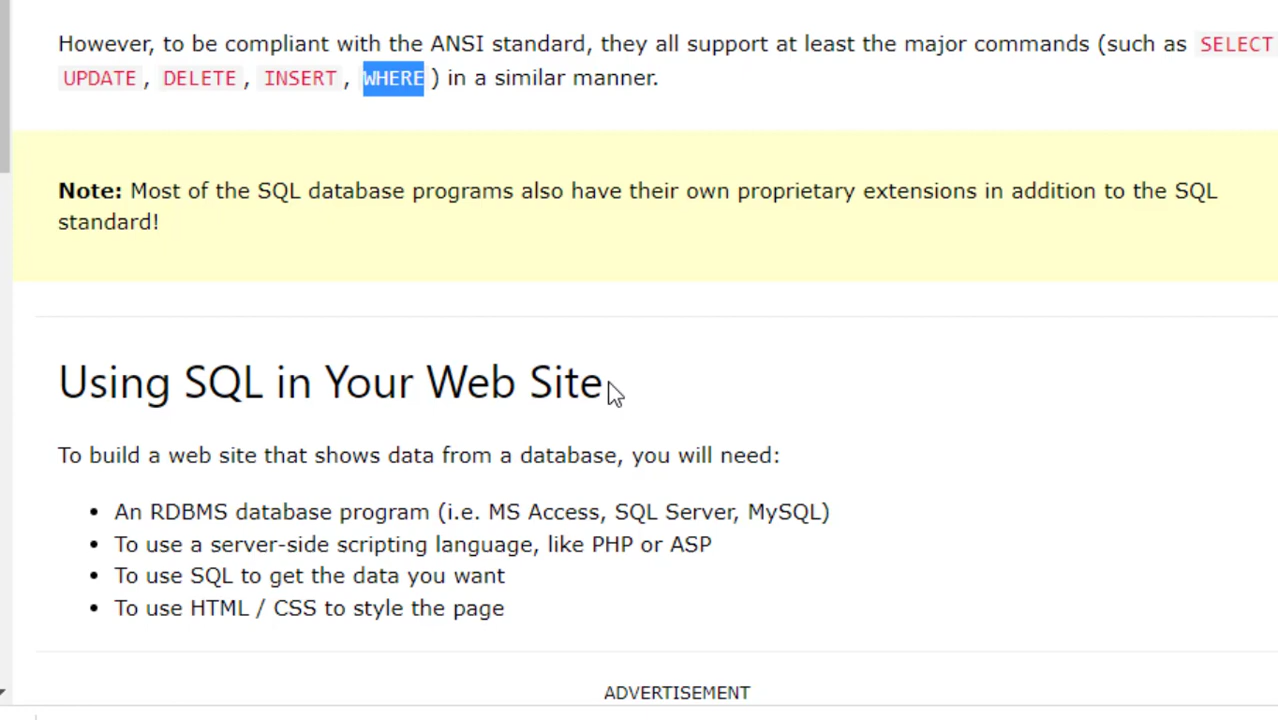 However, to be compliant with the ANSI standard, they all support at least the major commands (such as SELECT
UPDATE, DELETE, INSERT, WHERE) in a similar manner.
Note: Most of the SQL database programs also have their own proprietary extensions in addition to the SQL
standard!
Using SQL in Your Web Site
To build a web site that shows data from a database, you will need:
• An RDBMS database program (i.e. MS Access, SQL Server, MySQL)
• To use a server-side scripting language, like PHP or ASP
• To use SQL to get the data you want
• To use HTML / CSS to style the page
ADVERTISEMENT